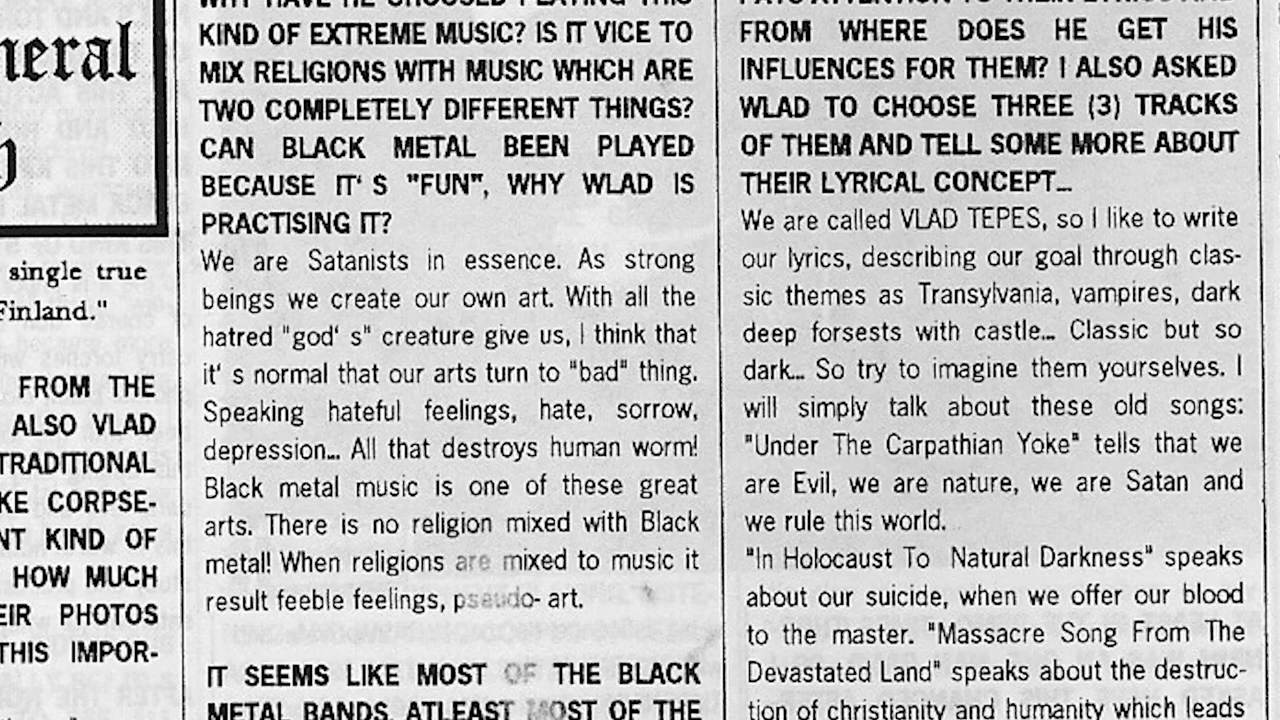 neral
single true
Finland."
FROM THE
ALSO VLAD
TRADITIONAL
KE CORPSE-
NT KIND OF
HOW MUCH
EIR PHOTOS
THIS IMPOR-
WHY HAVE HE CHOOSED PLAYING THIS
KIND OF EXTREME MUSIC? IS IT VICE TO
MIX RELIGIONS WITH MUSIC WHICH ARE
TWO COMPLETELY DIFFERENT THINGS?
CAN BLACK METAL BEEN PLAYED
BECAUSE IT' S "FUN", WHY WLAD IS
PRACTISING IT?
We are Satanists in essence. As strong
beings we create our own art. With all the
hatred "god' s" creature give us, I think that
it' s normal that our arts turn to "bad" thing.
Speaking hateful feelings, hate, sorrow,
depression... All that destroys human worm!
Black metal music is one of these great
arts. There is no religion mixed with Black
metal! When religions are mixed to music it
result feeble feelings, pseudo- art.
IT SEEMS LIKE MOST OF THE BLACK
METAL BANDS, ATLEAST MOST OF THE
ATTENTION TO THEIR LYRICS AND
FROM WHERE DOES HE GET HIS
INFLUENCES FOR THEM? I ALSO ASKED
WLAD TO CHOOSE THREE (3) TRACKS
OF THEM AND TELL SOME MORE ABOUT
THEIR LYRICAL CONCEPT...
We are called VLAD TEPES, so I like to write
our lyrics, describing our goal through clas-
sic themes as Transylvania, vampires, dark
deep forsests with castle... Classic but so
dark... So try to imagine them yourselves. I
will simply talk about these old songs:
"Under The Carpathian Yoke" tells that we
are Evil, we are nature, we are Satan and
we rule this world.
"In Holocaust To Natural Darkness" speaks
about our suicide, when we offer our blood
to the master. "Massacre Song From The
Devastated Land" speaks about the destruc-
tion of christianity and humanity which leads